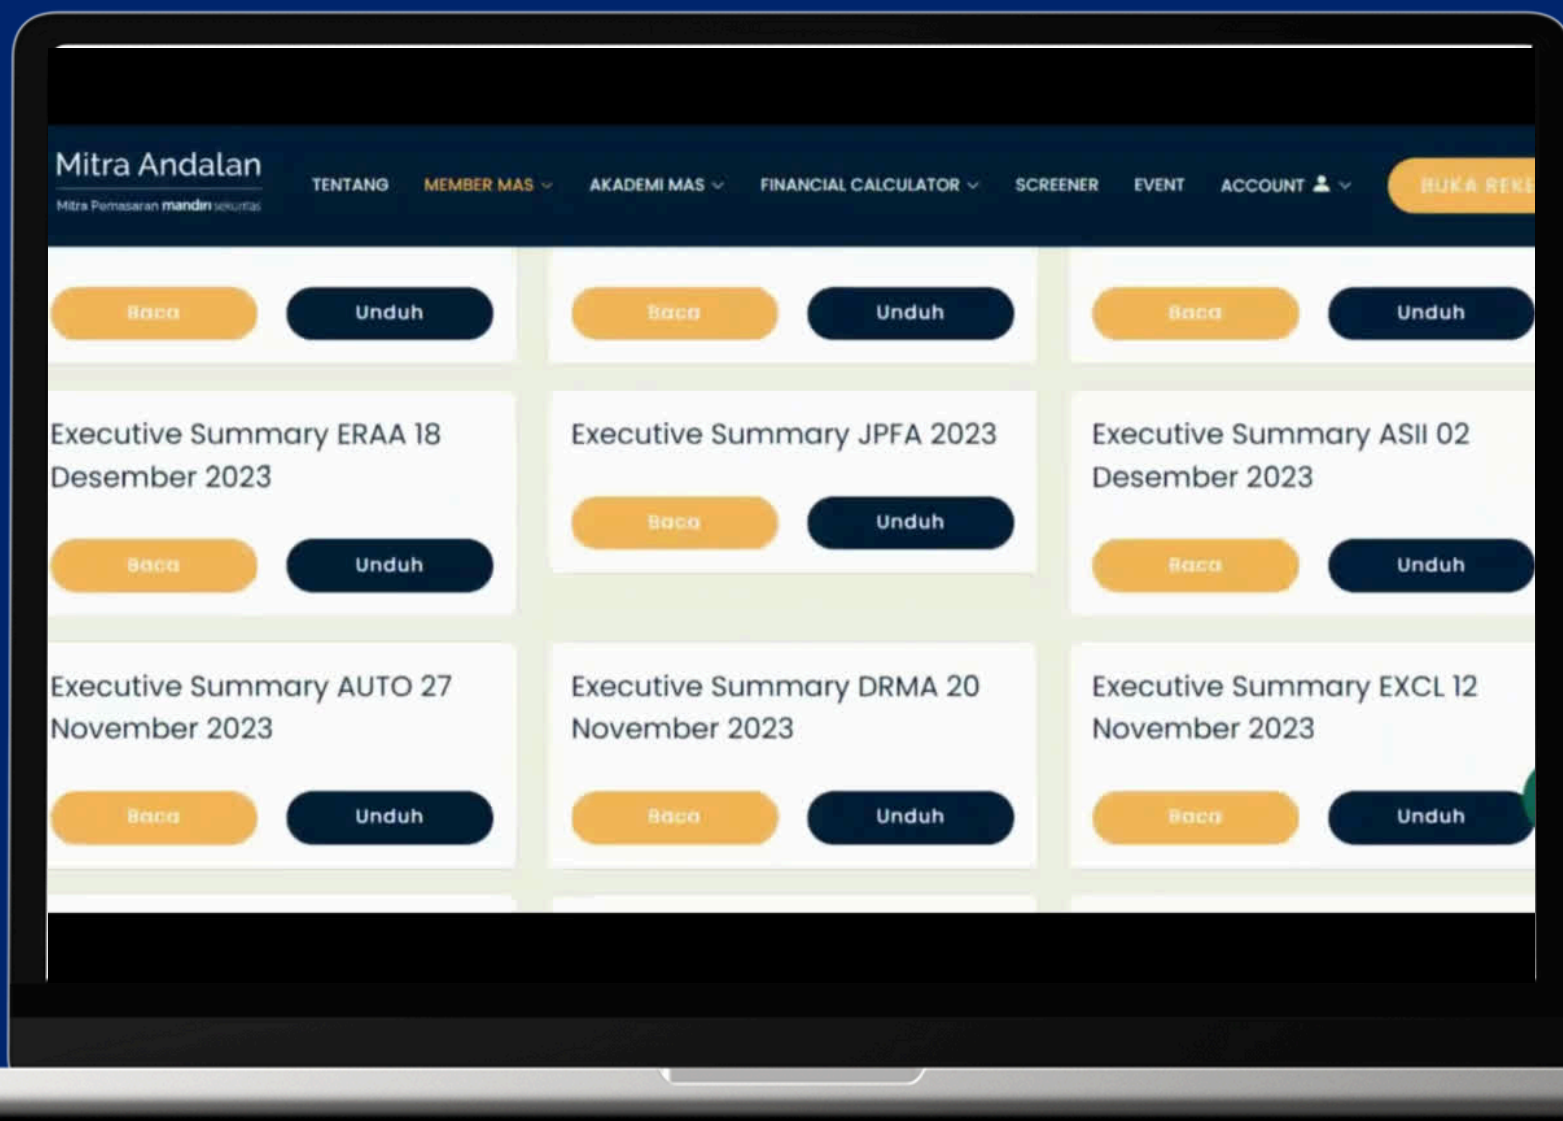 Mitra Andalan
Mitra Pemasaran mandiri sekuritas
TENTANG MEMBER MAS AKADEMI MAS FINANCIAL CALCULATOR SCREENER EVENT ACCOUNT BUKA REKE
Baca Unduh Baca Unduh Baca Unduh
Executive Summary ERAA 18
Desember 2023
Baca Unduh
Executive Summary JPFA 2023
Baca Unduh
Executive Summary ASII 02
Desember 2023
Baca Unduh
Executive Summary AUTO 27
November 2023
Baca Unduh
Executive Summary DRMA 20
November 2023
Baca Unduh
Executive Summary EXCL 12
November 2023
Baca Unduh